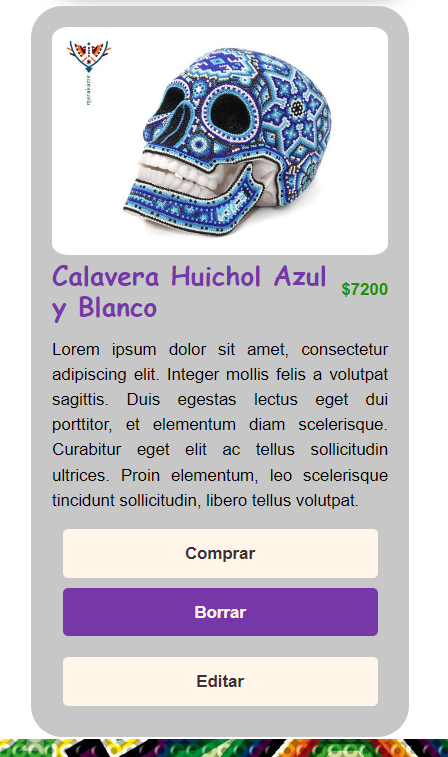 marakame
Calavera Huichol Azul
y Blanco
$7200
Lorem ipsum dolor sit amet, consectetur
adipiscing elit. Integer mollis felis a volutpat
sagittis. Duis egestas lectus eget dui
porttitor, et elementum diam scelerisque.
Curabitur eget elit ac tellus sollicitudin
ultrices. Proin elementum, leo scelerisque
tincidunt sollicitudin, libero tellus volutpat.
Comprar
Borrar
Editar